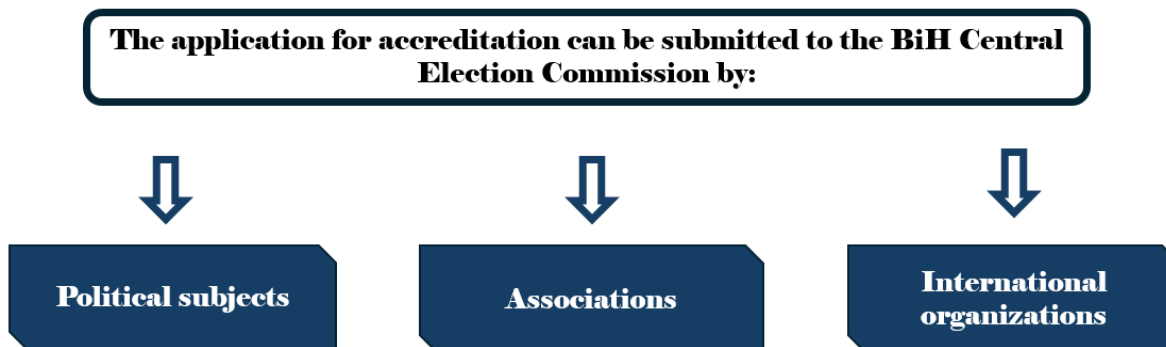 The application for accreditation can be submitted to the BiH Central
Election Commission by:
Political subjects
Associations
International
organizations